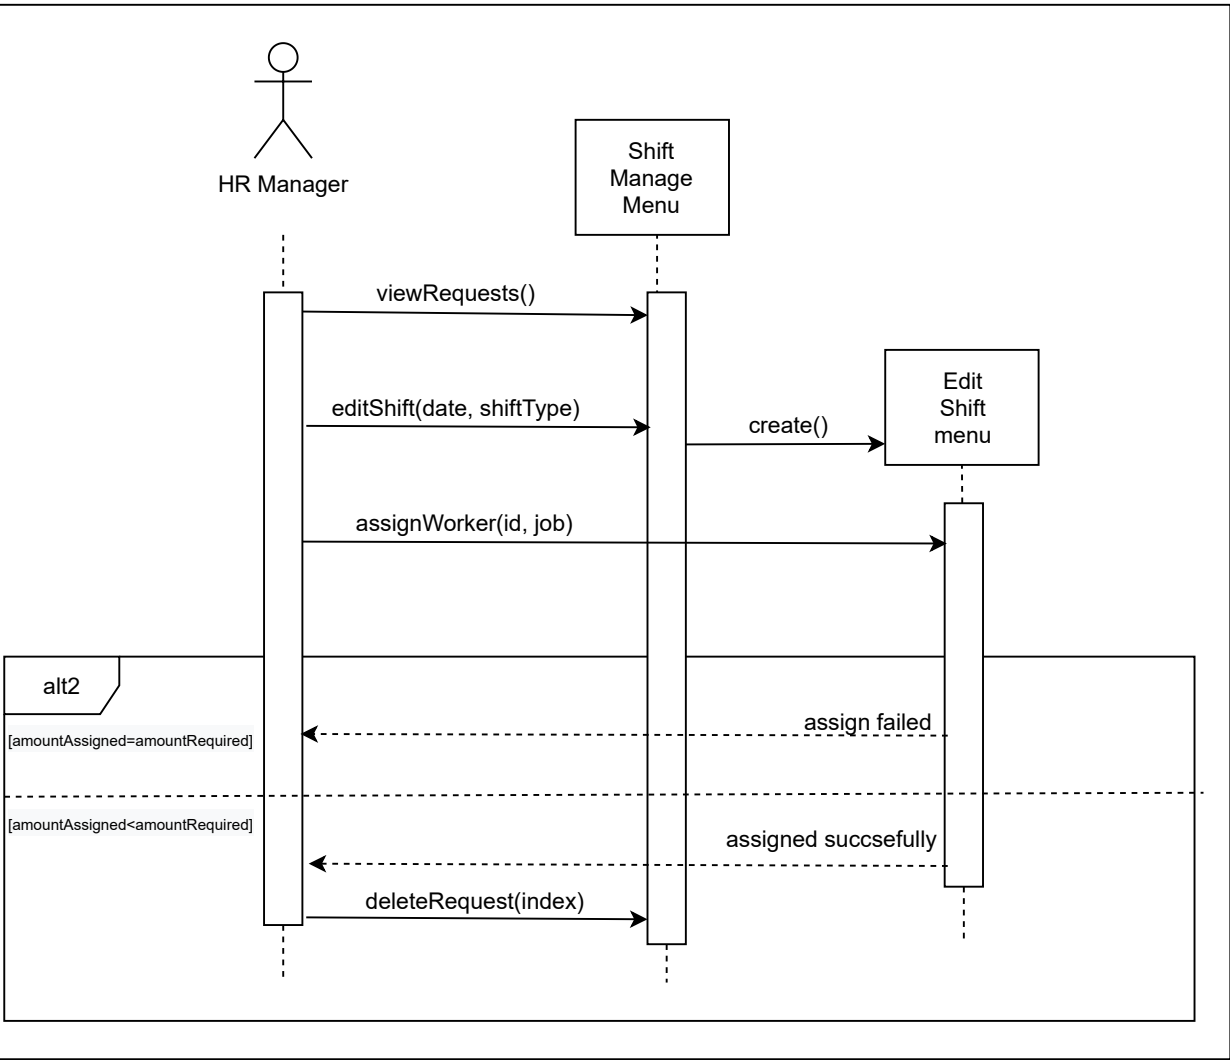 HR Manager
Shift
Manage
Menu
viewRequests()
Edit
Shift
menu
editShift(date, shiftType)
create()
assignWorker(id, job)
alt2
assign failed
[amountAssigned=amountRequired]
[amountAssigned<amountRequired]
assigned succsefully
deleteRequest(index)